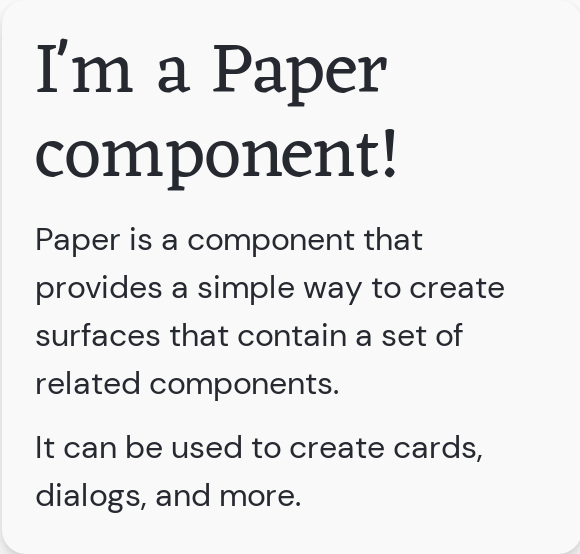 I'm a Paper
component!
Paper is a component that
provides a simple way to create
surfaces that contain a set of
related components.
It can be used to create cards,
dialogs, and more.